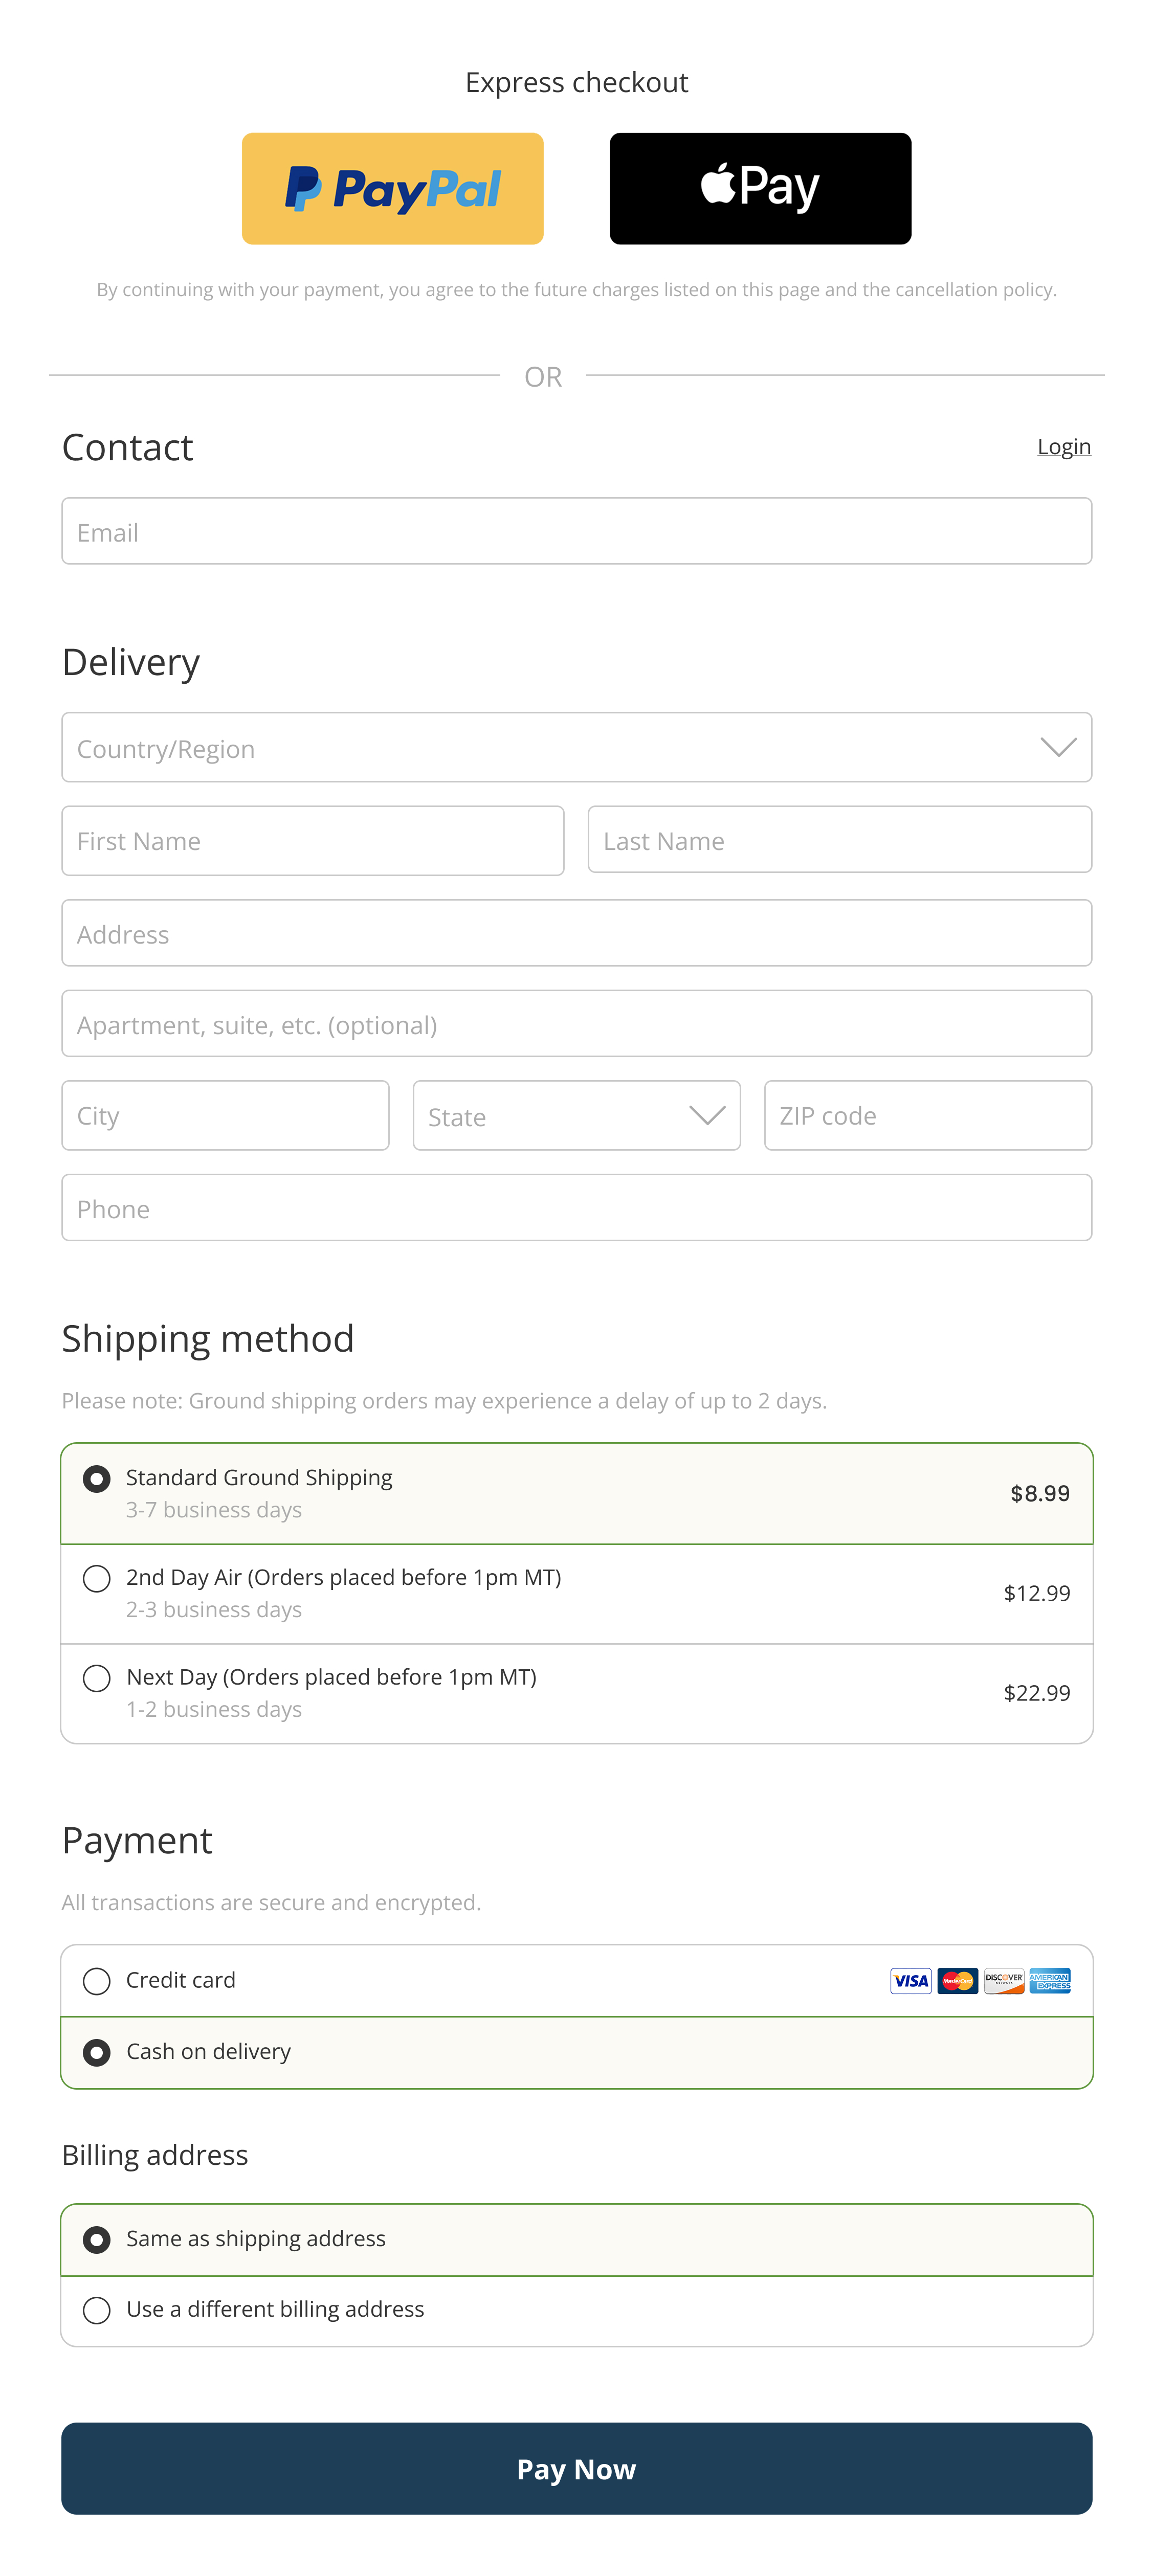 Express checkout
PayPal
Pay
By continuing with your payment, you agree to the future charges listed on this page and the cancellation policy.
OR
Contact
Login
Email
Delivery
Country/Region
First Name
Last Name
Address
Apartment, suite, etc. (optional)
City
State
ZIP code
Phone
Shipping method
Please note: Ground shipping orders may experience a delay of up to 2 days.
Standard Ground Shipping
3-7 business days
$8.99
2nd Day Air (Orders placed before 1pm MT)
2-3 business days
$12.99
Next Day (Orders placed before 1pm MT)
1-2 business days
$22.99
Payment
All transactions are secure and encrypted.
Credit card
VISA
MasterCard
DISCOVER
NETWORK
AMERICAN
EXPRESS
Cash on delivery
Billing address
Same as shipping address
Use a different billing address
Pay Now